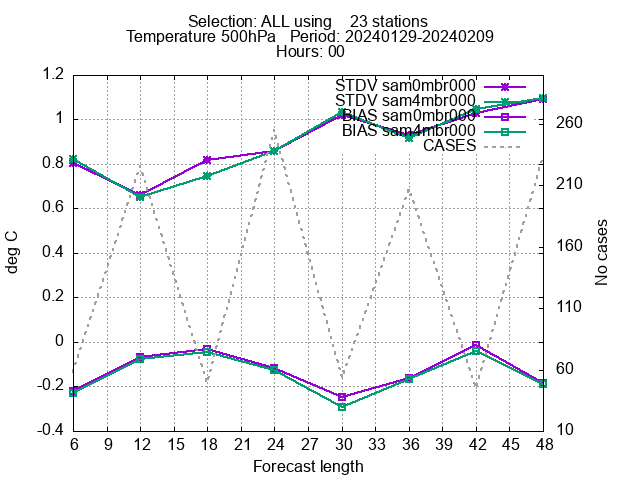 Selection: ALL using    23 stations
Temperature 500hPa   Period: 20240129-20240209
Hours: 00
STDV sam0mbr000
STDV sam4mbr000
BIAS sam0mbr000
BIAS sam4mbr000
CASES
1.2
1
0.8
0.6
0.4
0.2
0
-0.2
-0.4
deg C
260
210
160
110
60
10
No cases
6 9 12 15 18 21 24 27 30 33 36 39 42 45 48
Forecast length